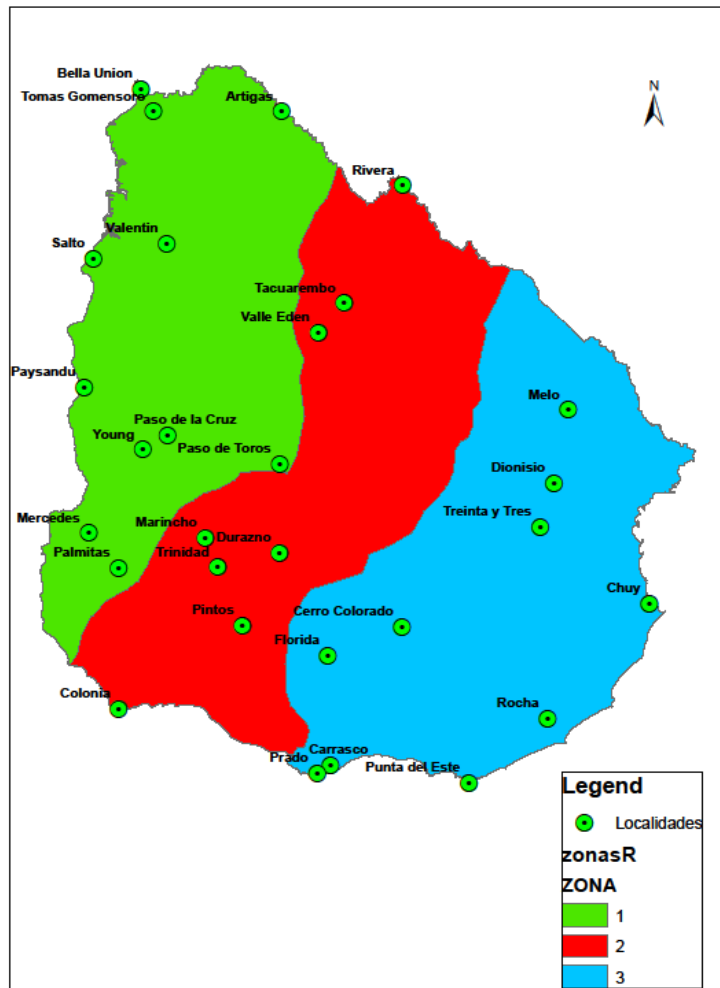 Bella Union
Tomas Gomensoro
Artigas
N
Rivera
Valentin
Salto
Tacuarembo
Valle Eden
Paysandu
Melo
Paso de la Cruz
Young
Paso de Toros
Dionisio
Mercedes
Marincho
Durazno
Treinta y Tres
Palmitas
Trinidad
Chuy
Pintos
Cerro Colorado
Florida
Colonia
Rocha
Prado
Carrasco
Punta del Este
Legend
Localidades
zonasR
ZONA
1
2
3